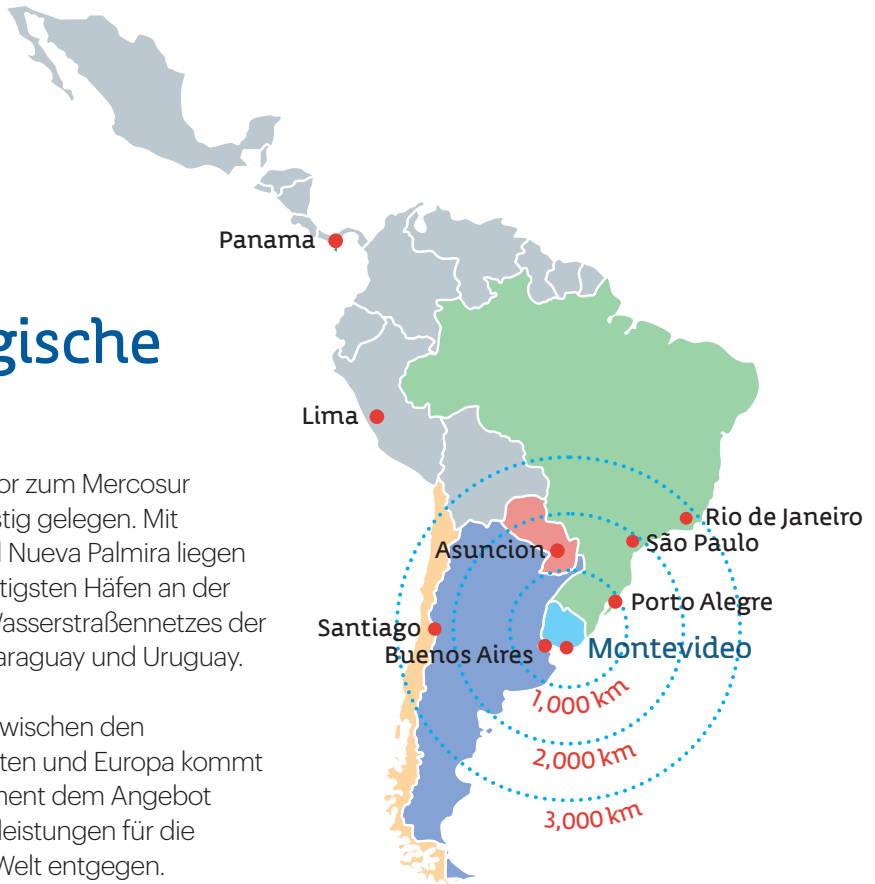 Panama
gische
Lima
or zum Mercosur
stig gelegen. Mit
Nueva Palmira liegen
tigsten Häfen an der
Wasserstraßennetzes der
araguay und Uruguay.
wischen den
ten und Europa kommt
ment dem Angebot
leistungen für die
Welt entgegen.
Rio de Janeiro
São Paulo
Asuncion
Porto Alegre
Santiago
Buenos Aires
Montevideo
1,000 km
2,000 km
3,000 km